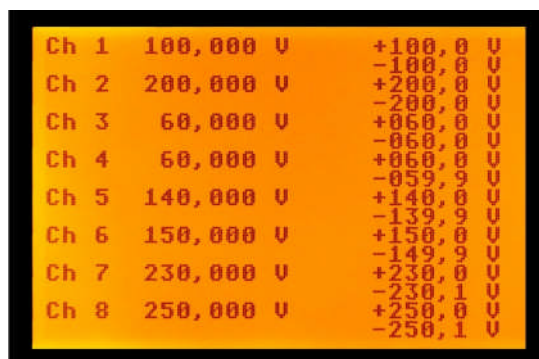 Ch 1 100,000 V +100,0 V
-100,0 V
Ch 2 200,000 V +200,0 V
-200,0 V
Ch 3 60,000 V +060,0 V
-060,0 V
Ch 4 60,000 V +060,0 V
-059,9 V
Ch 5 140,000 V +140,0 V
-139,9 V
Ch 6 150,000 V +150,0 V
-149,9 V
Ch 7 230,000 V +230,0 V
-230,1 V
Ch 8 250,000 V +250,0 V
-250,1 V